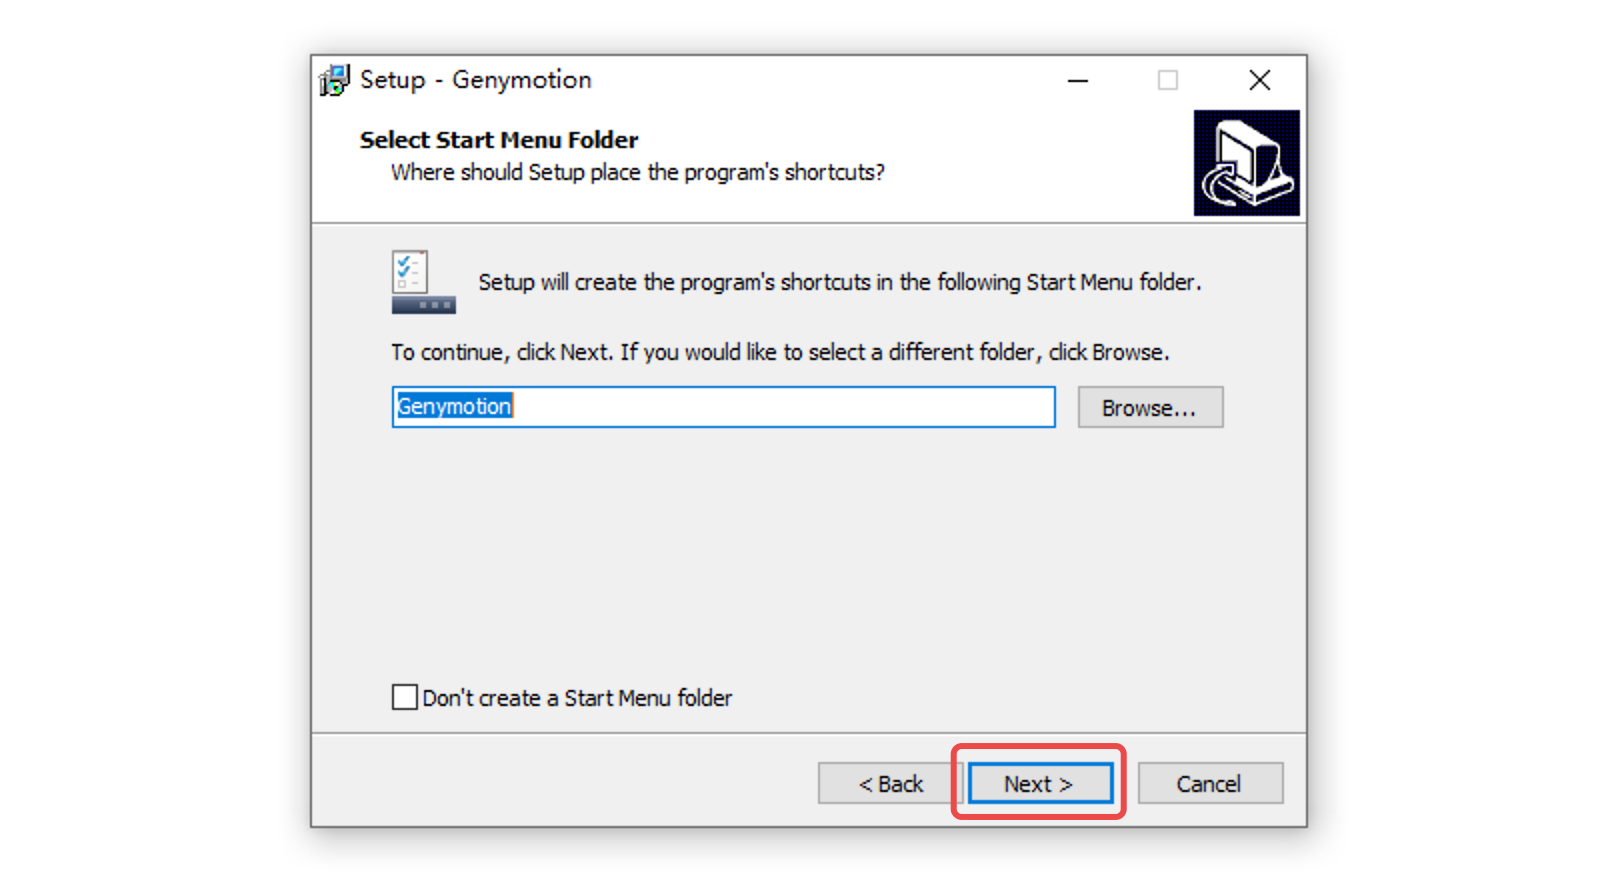 Setup - Genymotion
Select Start Menu Folder
Where should Setup place the program's shortcuts?
Setup will create the program's shortcuts in the following Start Menu folder.
To continue, click Next. If you would like to select a different folder, click Browse.
Genymotion
Browse...
Don't create a Start Menu folder
< Back
Next >
Cancel